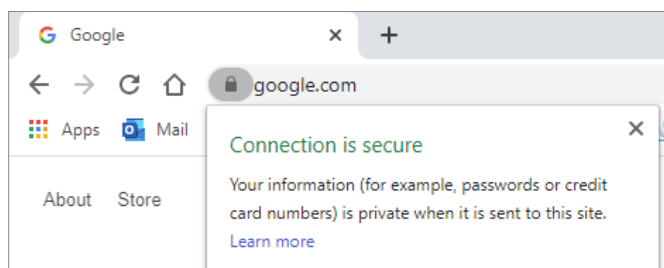 Google
google.com
Apps Mail
Connection is secure
Your information (for example, passwords or credit
card numbers) is private when it is sent to this site.
Learn more
About Store